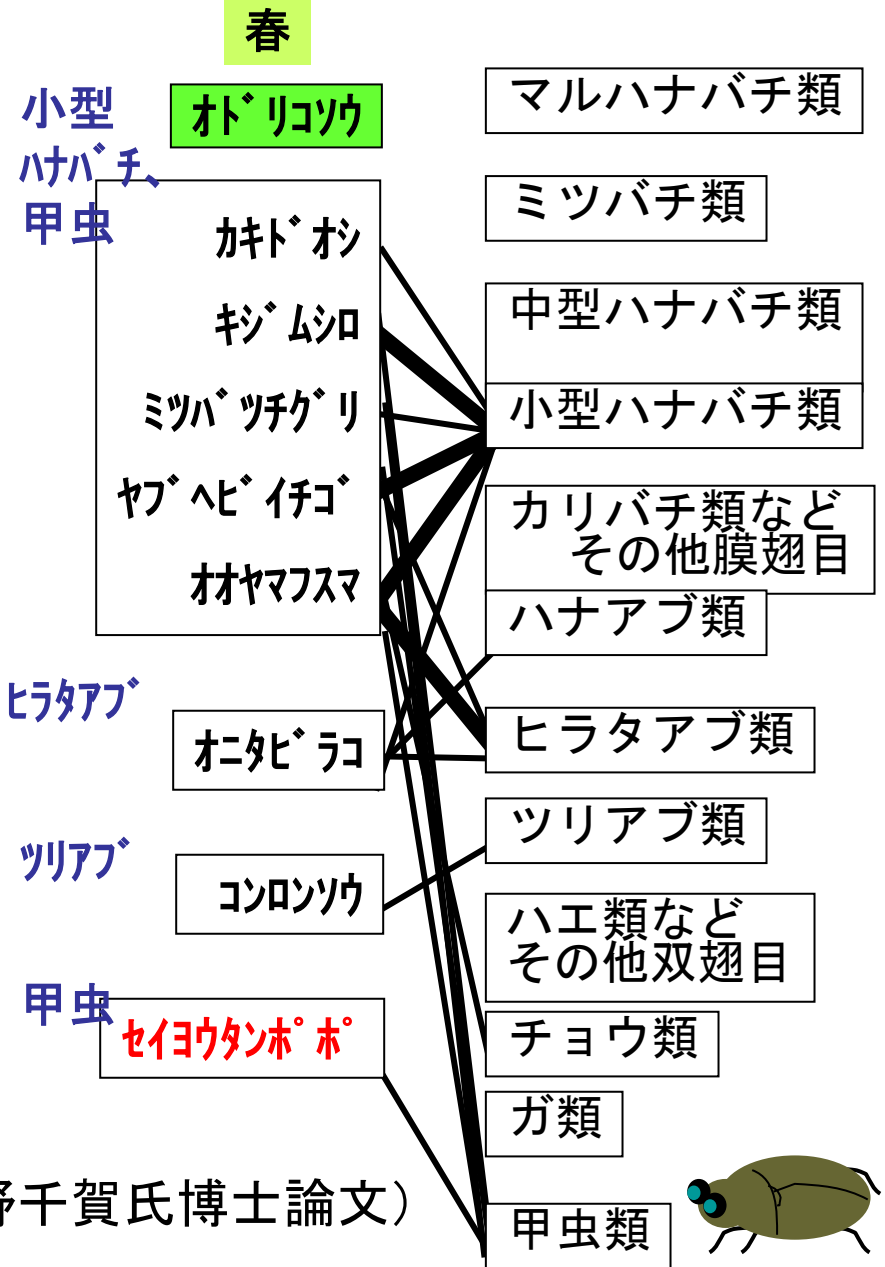 春
小型
ﾊﾅﾊﾞﾁ、
甲虫
ｵﾄﾞﾘｺｿｳ
ｶｷﾄﾞｵｼ
ｷｼﾞﾑｼﾛ
ﾐﾂﾊﾞﾂﾁｸﾞﾘ
ﾔﾌﾞﾍﾋﾞｲﾁｺﾞ
ｵｵﾔﾏﾌｽﾏ
ﾋﾗﾀｱﾌﾞ
ｵﾆﾀﾋﾞﾗｺ
ﾂﾘｱﾌﾞ
ｺﾝﾛﾝｿｳ
甲虫
ｾｲﾖｳﾀﾝﾎﾟﾎﾟ
千賀氏博士論文）
マルハナバチ類
ミツバチ類
中型ハナバチ類
小型ハナバチ類
カリバチ類など
その他膜翅目
ハナアブ類
ヒラタアブ類
ツリアブ類
ハエ類など
その他双翅目
チョウ類
ガ類
甲虫類